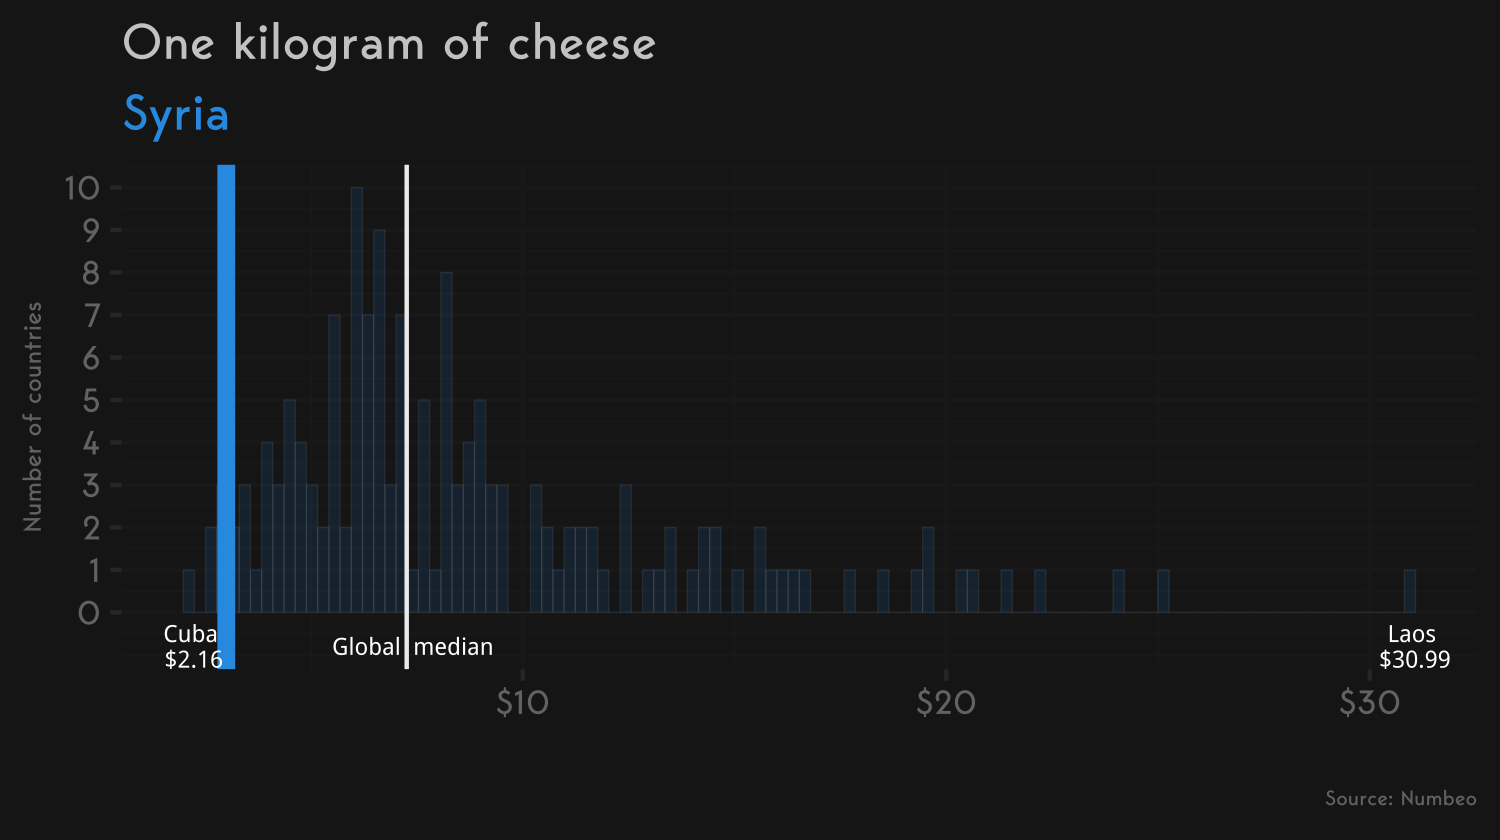 One kilogram of cheese
Syria
Number of countries
10
9
8
7
6
5
4
3
2
1
0
Cuba
$2.16
Global median
Laos
$30.99
$10 $20 $30
Source: Numbeo